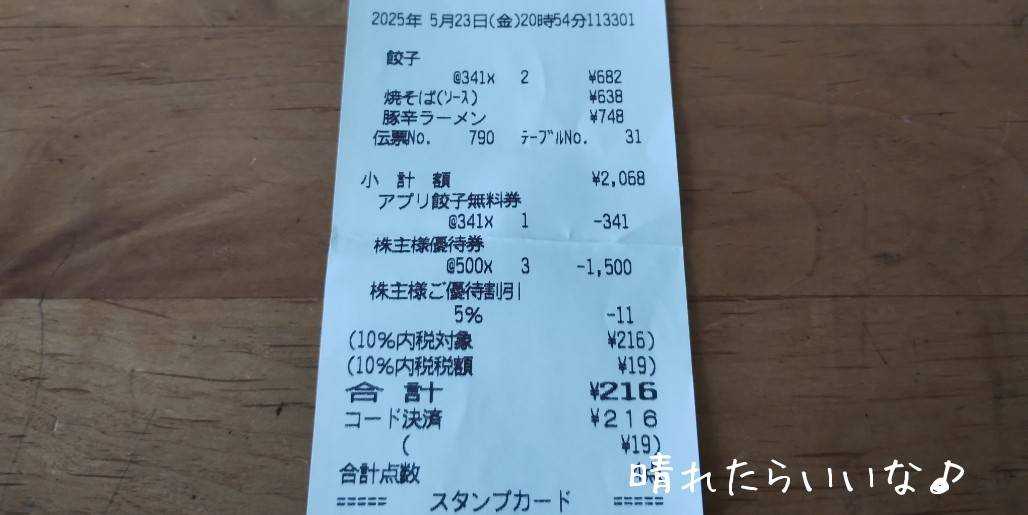 2025年 5月23日(金)20時54分113301
餃子
@341x 2 ¥682
焼そば(ソース) ¥638
豚辛ラーメン ¥748
伝票No. 790 テーブルNo. 31
小 計 額 ¥2,068
アプリ餃子無料券
@341x 1 -341
株主様優待券
@500x 3 -1,500
株主様ご優待割引
5% -11
(10%内税対象 ¥216)
(10%内税税額 ¥19)
合 計 ¥216
コード決済 ¥216
( ¥19)
合計点数
===== スタンプカード =====
晴れたらいいな♪